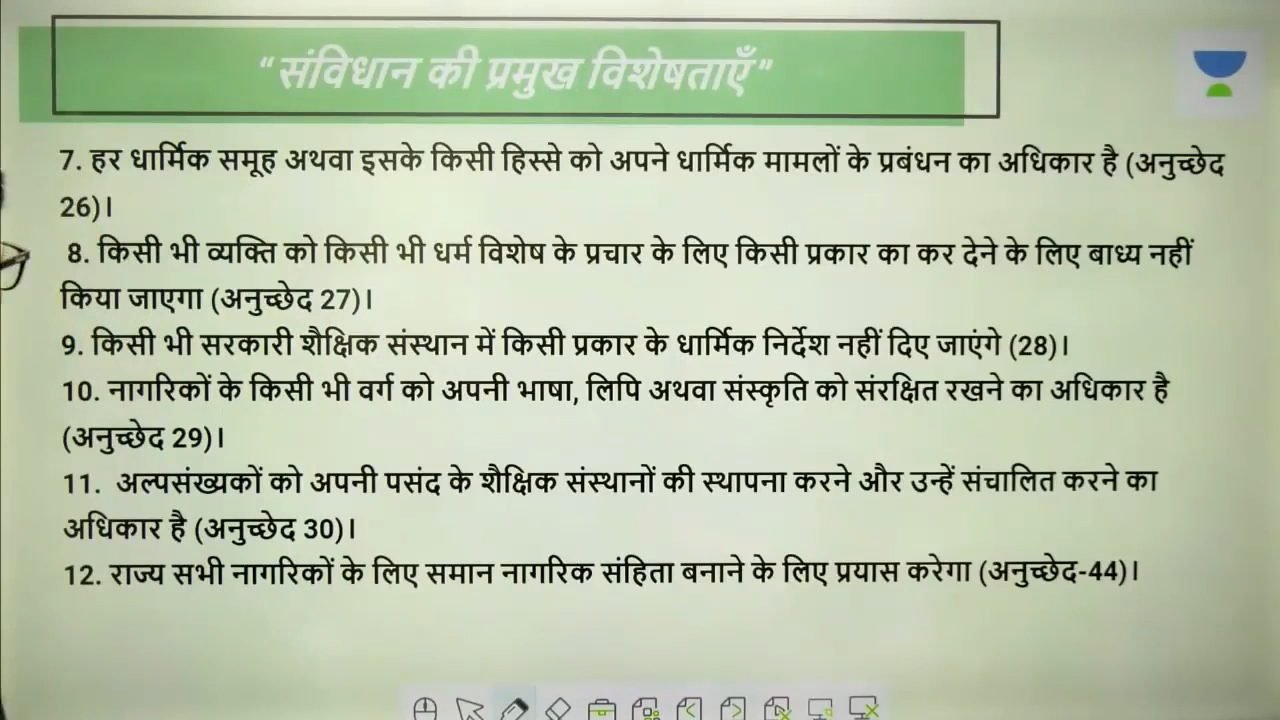 “संविधान की प्रमुख विशेषताएँ”
7. हर धार्मिक समूह अथवा इसके किसी हिस्से को अपने धार्मिक मामलों के प्रबंधन का अधिकार है (अनुच्छेद
26)।
8. किसी भी व्यक्ति को किसी भी धर्म विशेष के प्रचार के लिए किसी प्रकार का कर देने के लिए बाध्य नहीं
किया जाएगा (अनुच्छेद 27)।
9. किसी भी सरकारी शैक्षिक संस्थान में किसी प्रकार के धार्मिक निर्देश नहीं दिए जाएंगे (28)।
10. नागरिकों के किसी भी वर्ग को अपनी भाषा, लिपि अथवा संस्कृति को संरक्षित रखने का अधिकार है
(अनुच्छेद 29)।
11. अल्पसंख्यकों को अपनी पसंद के शैक्षिक संस्थानों की स्थापना करने और उन्हें संचालित करने का
अधिकार है (अनुच्छेद 30)।
12. राज्य सभी नागरिकों के लिए समान नागरिक संहिता बनाने के लिए प्रयास करेगा (अनुच्छेद-44)।